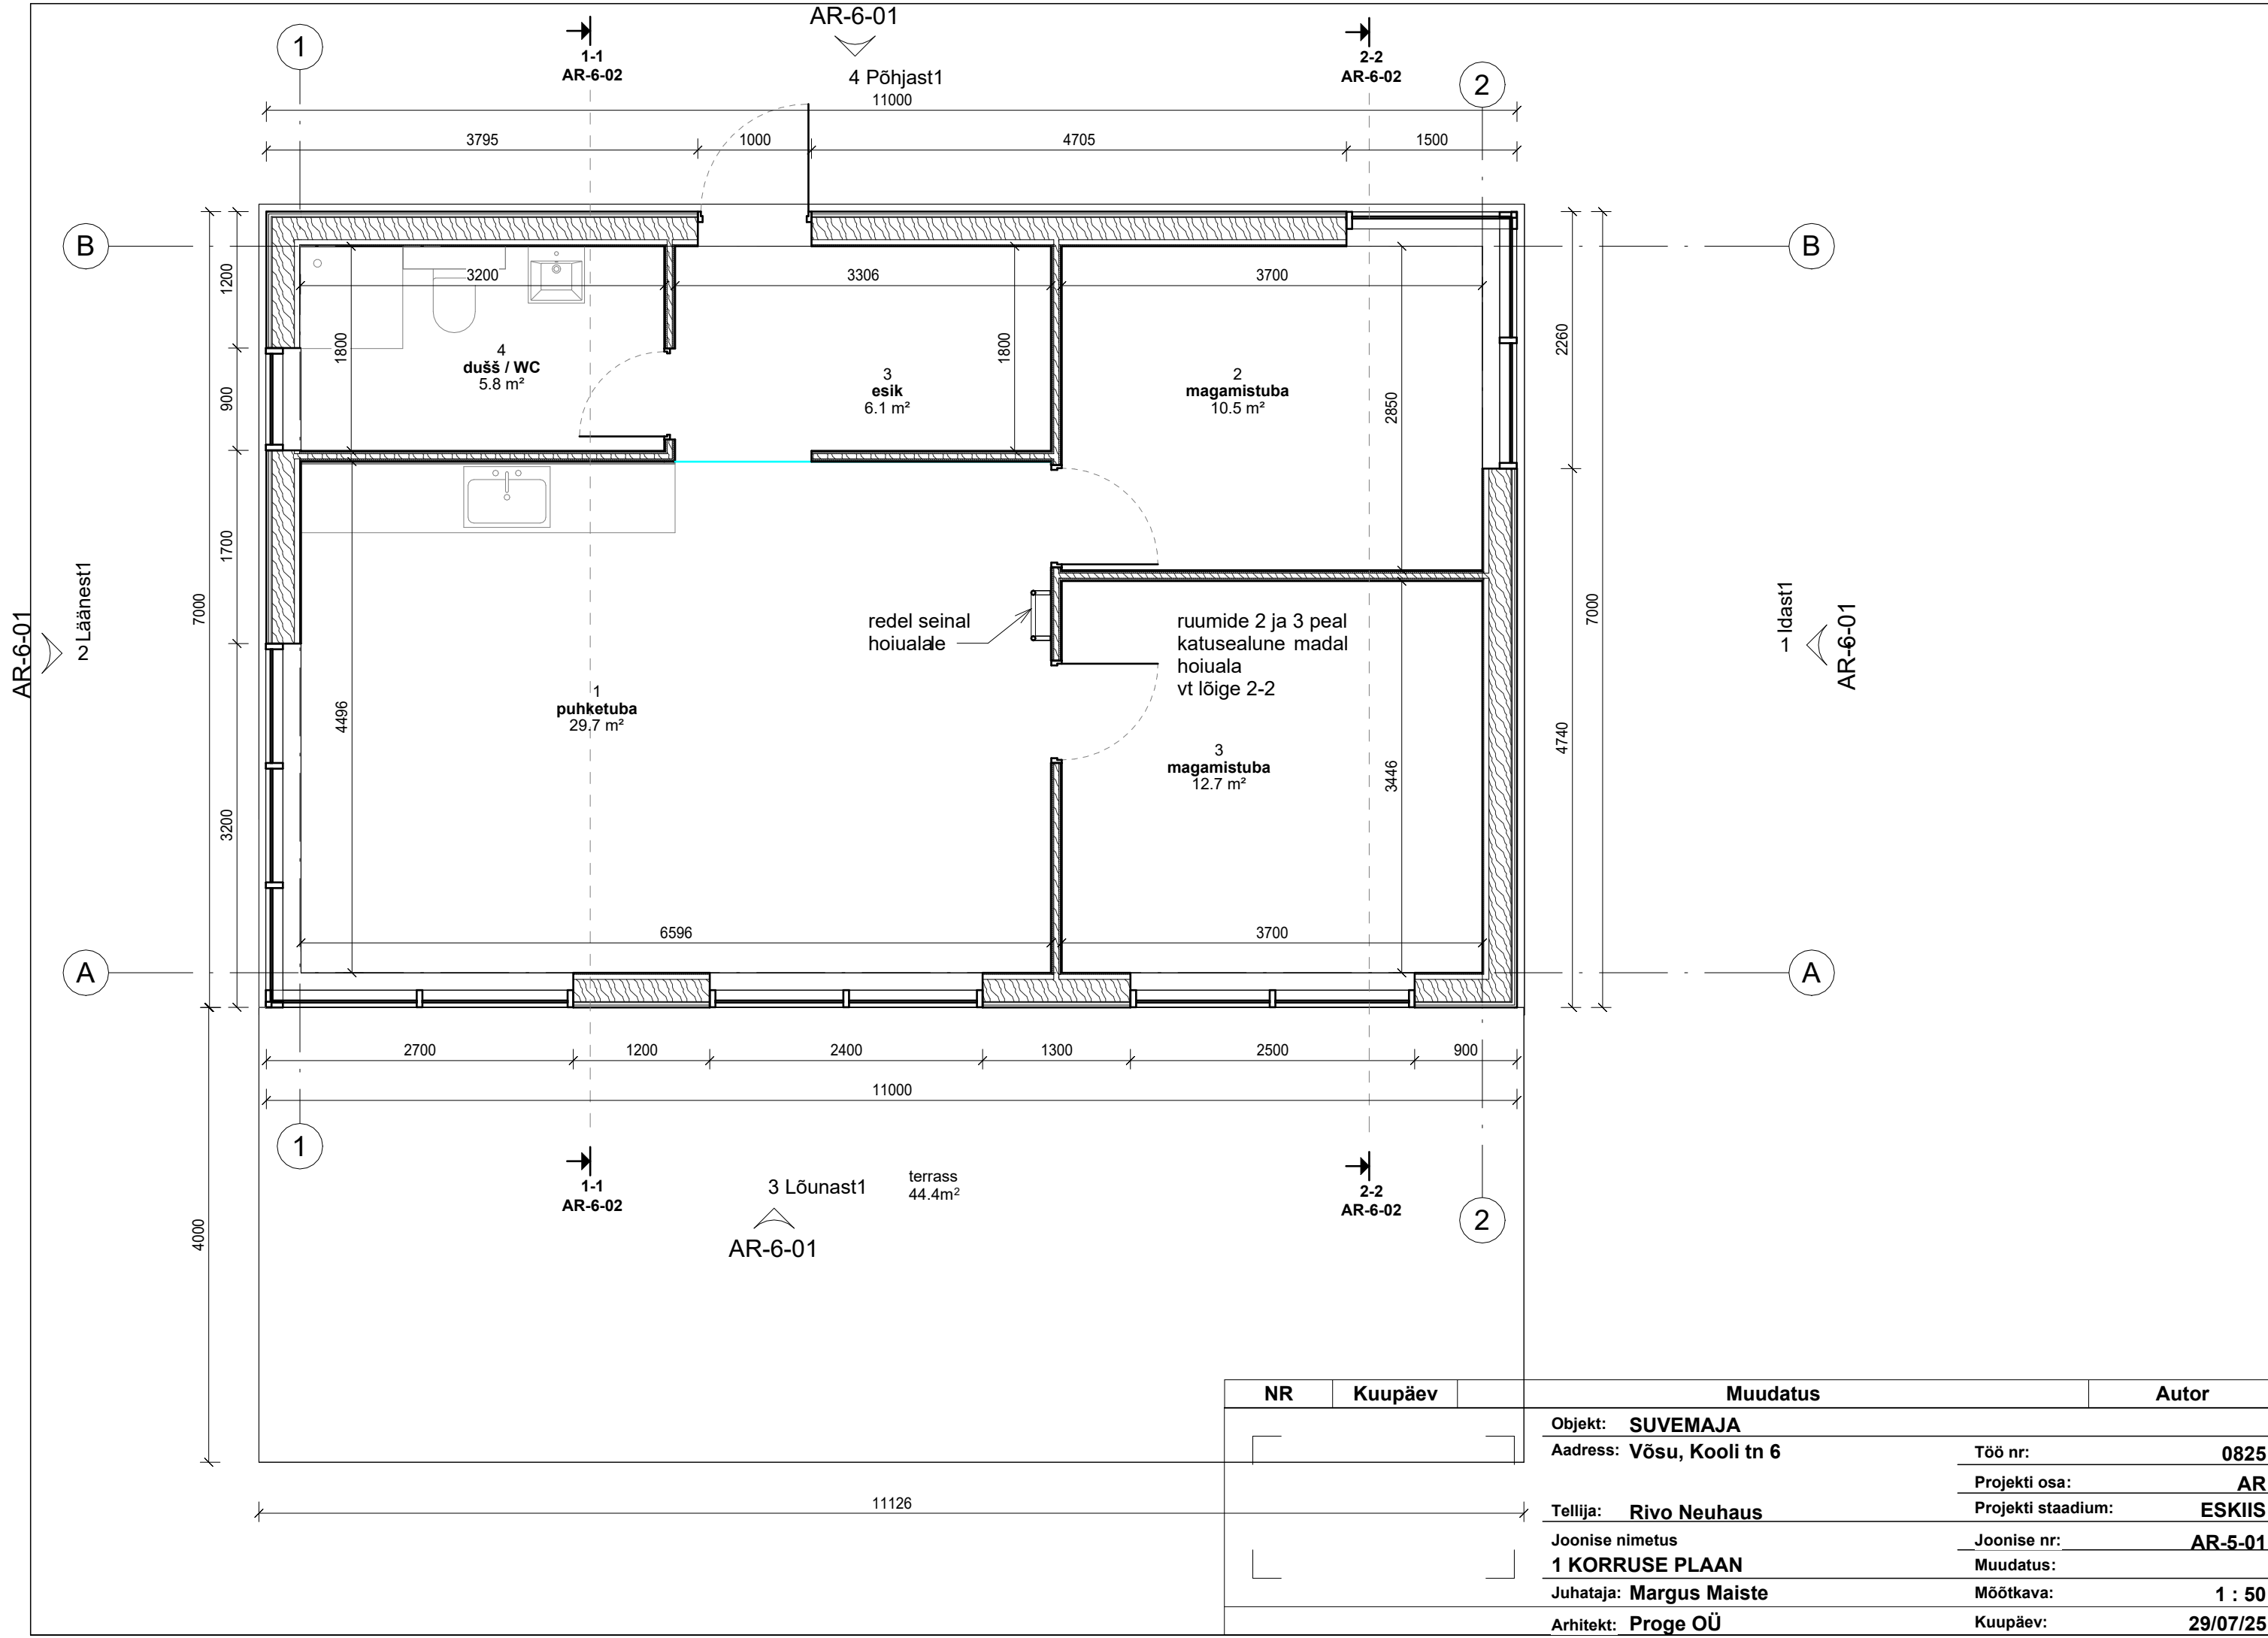 AR-6-01
4 Põhjast1
1
1-1
AR-6-02
2-2
AR-6-02
2
11000
3795
1000
4705
1500
B
B
1200
900
1700
3200
7000
3200
3306
3700
1800
1800
2850
2260
4740
7000
4
dušš / WC
5.8 m²
3
esik
6.1 m²
2
magamistuba
10.5 m²
redel seinal
hoiualale
ruumide 2 ja 3 peal
katusealune madal
hoiuala
vt lõige 2-2
1
puhketuba
29.7 m²
3
magamistuba
12.7 m²
4496
3446
6596
3700
AR-6-01
2 Läänest1
1 Idast1
AR-6-01
A
A
2700
1200
2400
1300
2500
900
11000
1
1-1
AR-6-02
3 Lõunast1
AR-6-01
terrass
44.4m²
2-2
AR-6-02
2
4000
11126
NR Kuupäev Muudatus Autor
Objekt: SUVEMAJA
Aadress: Võsu, Kooli tn 6
Töö nr: 0825
Projekti osa: AR
Tellija: Rivo Neuhaus
Projekti staadium: ESKIIS
Joonise nimetus
Joonise nr: AR-5-01
1 KORRUSE PLAAN
Muudatus:
Juhataja: Margus Maiste
Mõõtkava: 1 : 50
Arhitekt: Proge OÜ
Kuupäev: 29/07/25